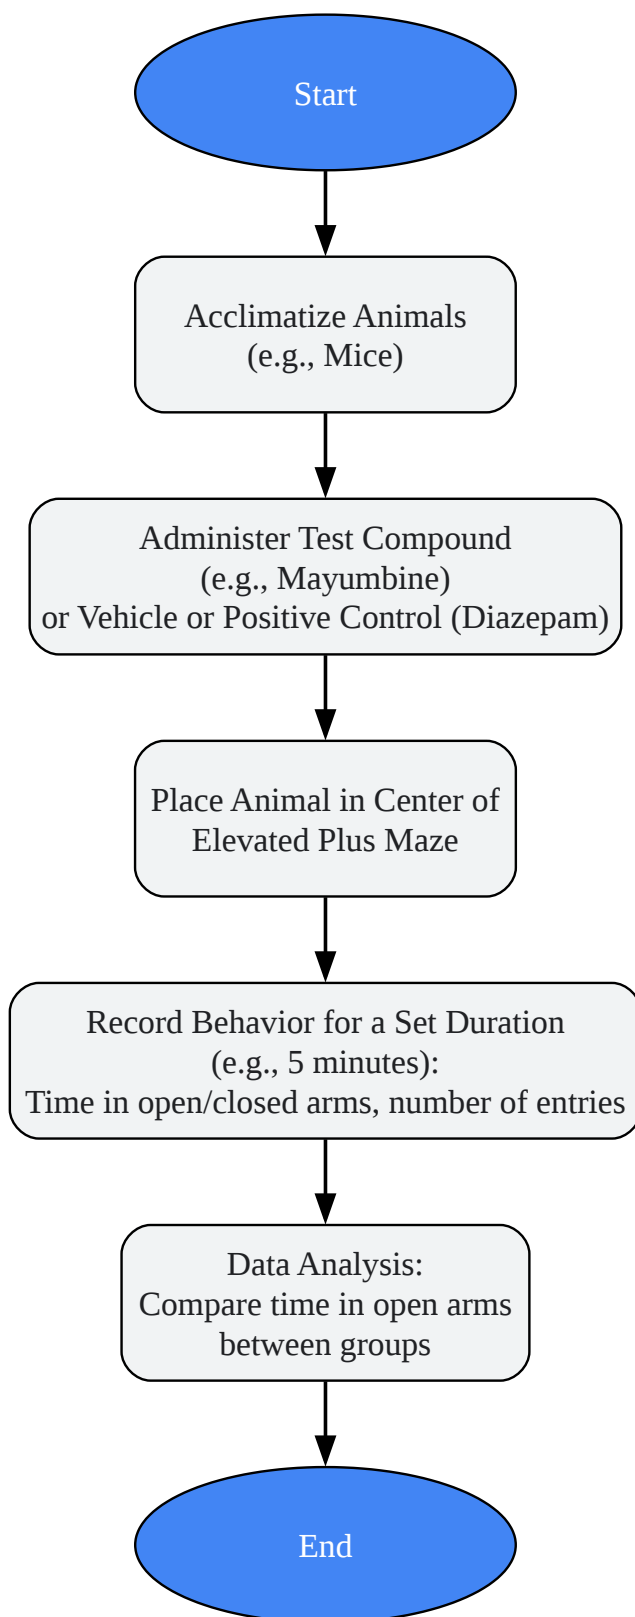 Start
Acclimatize Animals
(e.g., Mice)
Administer Test Compound
(e.g., Mayumbine)
or Vehicle or Positive Control (Diazepam)
Place Animal in Center of
Elevated Plus Maze
Record Behavior for a Set Duration
(e.g., 5 minutes):
Time in open/closed arms, number of entries
Data Analysis:
Compare time in open arms
between groups
End